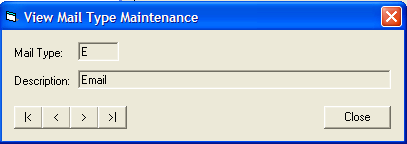 View Mail Type Maintenance
Mail Type: E
Description: Email
|< < > >| Close